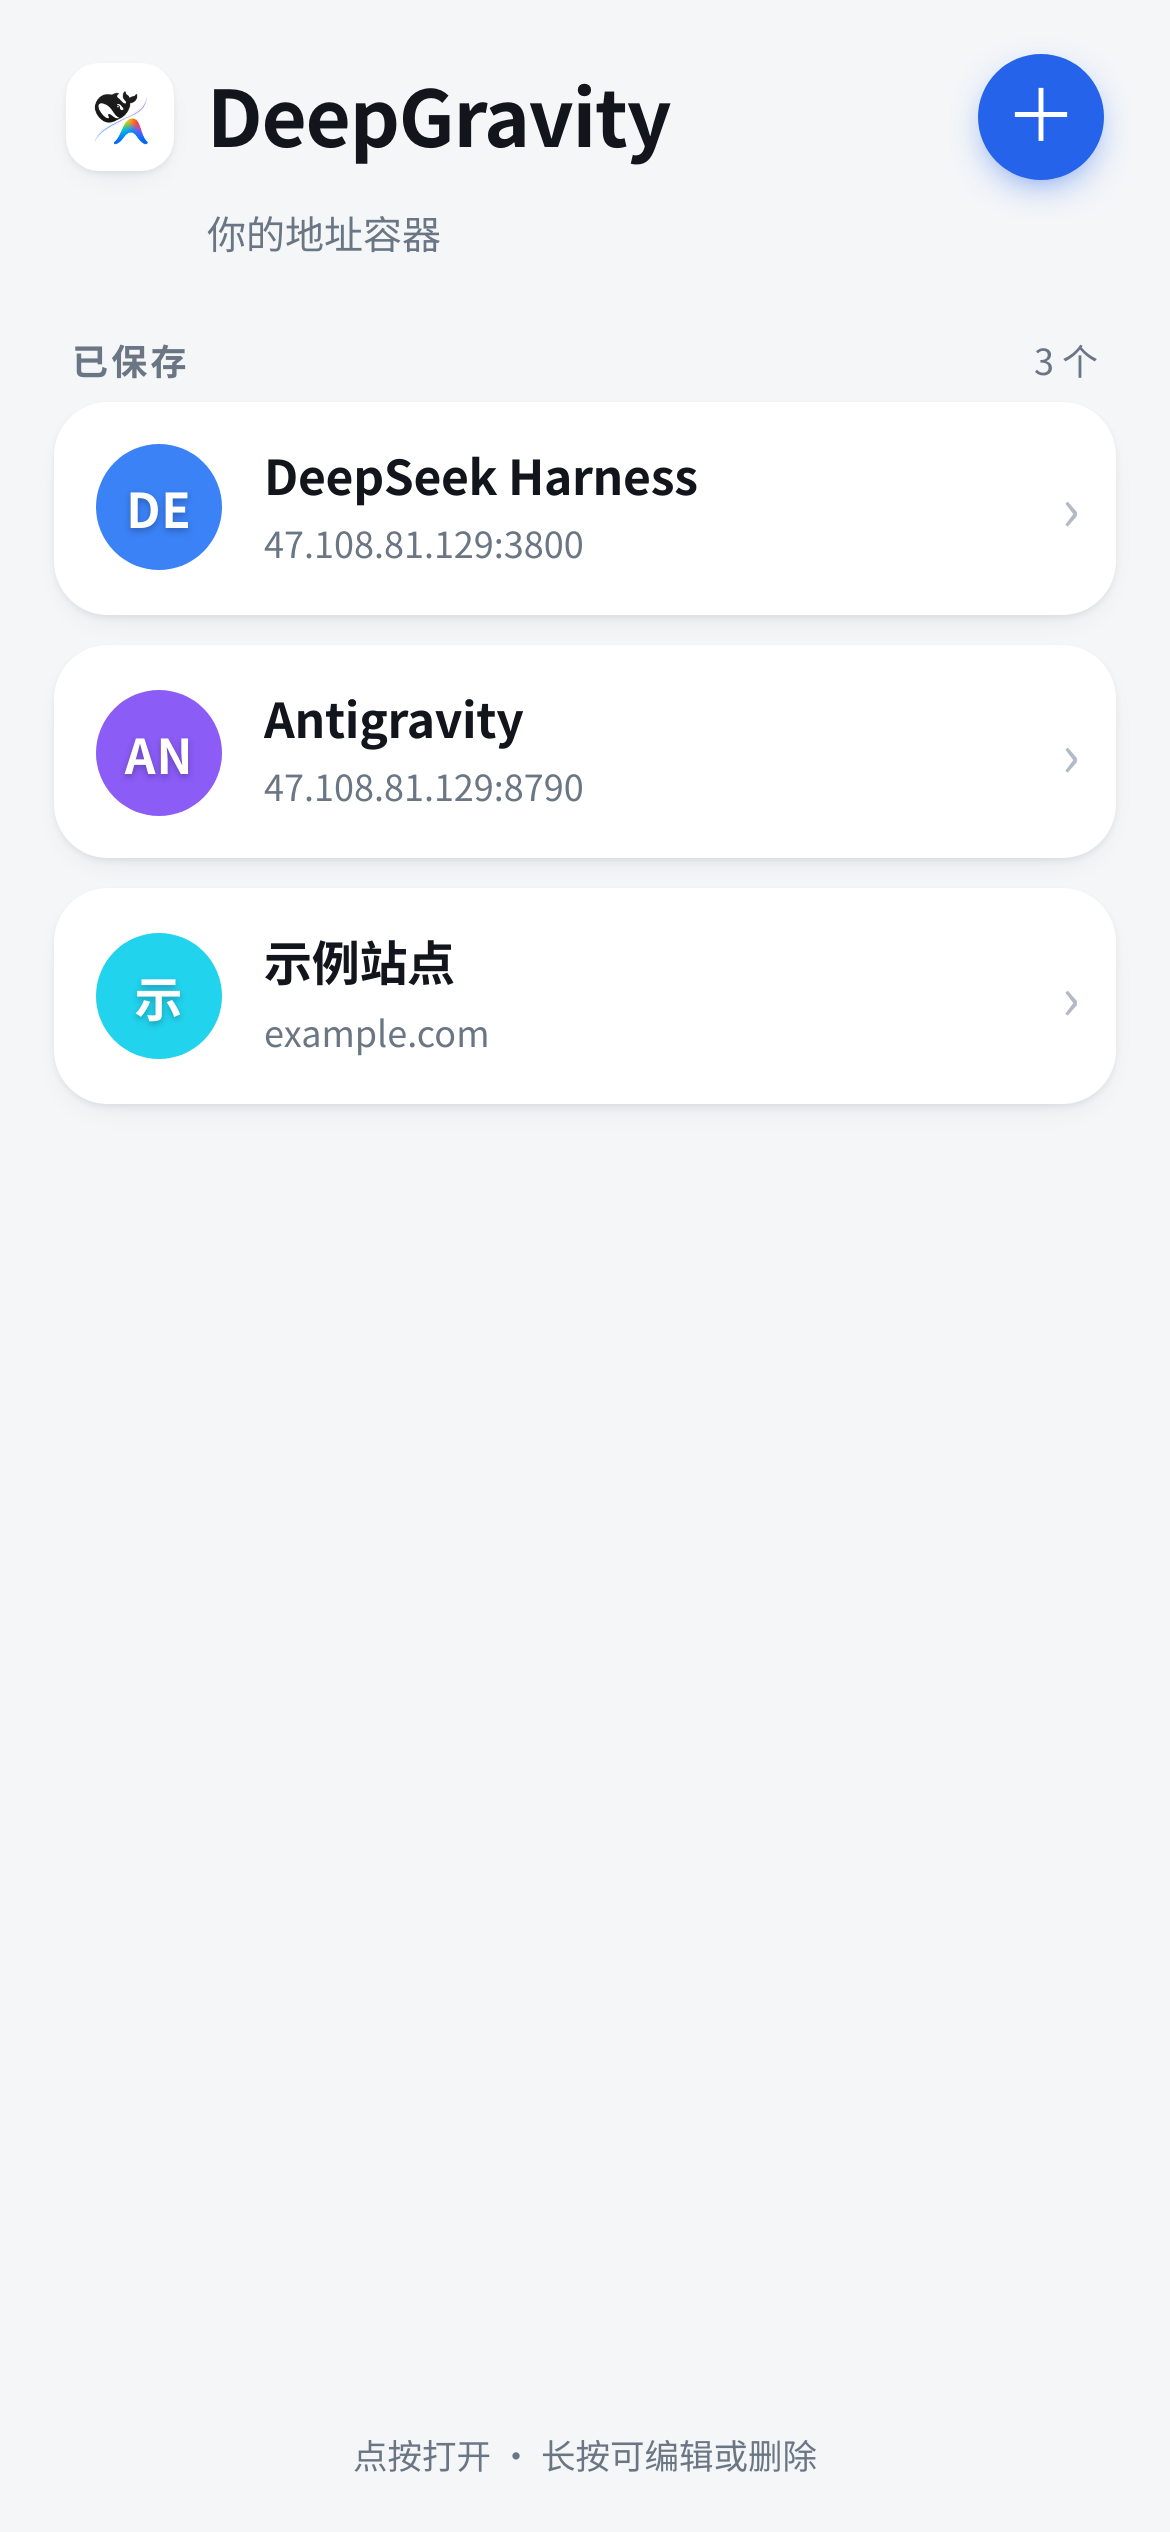 DeepGravity
你的地址容器
已保存
3 个
DE
DeepSeek Harness
47.108.81.129:3800
›
AN
Antigravity
47.108.81.129:8790
›
示
示例站点
example.com
›
点按打开 · 长按可编辑或删除